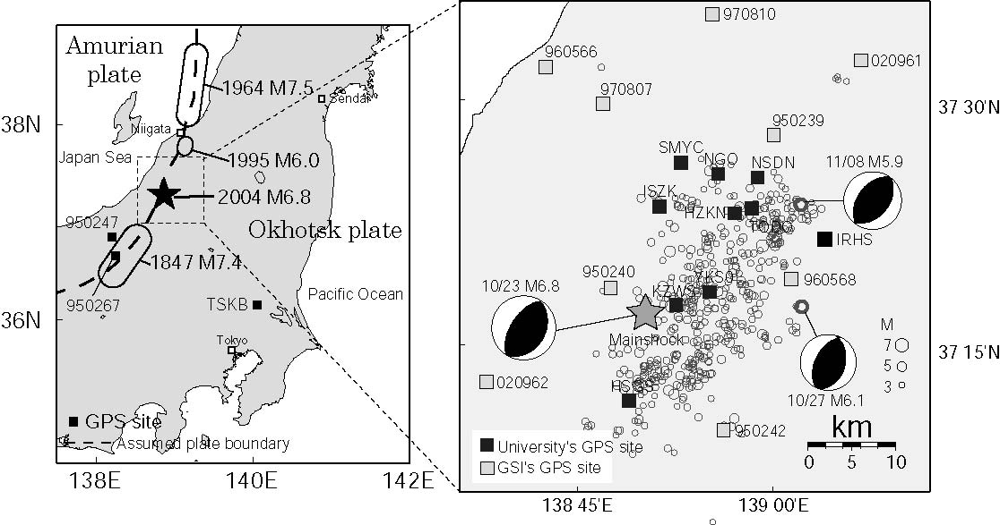 Amurian
plate
1964 M7.5
Sendai
38N
Niigata
Japan Sea
1995 M6.0
2004 M6.8
950247
Okhotsk plate
1847 M7.4
Pacific Ocean
950267
TSKB
36N
Tokyo
GPS site
Assumed plate boundary
138E
140E
142E
970810
960566
020961
970807
37 30'N
950239
SMYC
NGO
NSDN
11/08 M5.9
JSZK
HZKN
TODG
IRHS
950240
YKS0
960568
10/23 M6.8
KZWS
Mainshock
M
7
5
3
37 15'N
020962
HSGS
10/27 M6.1
950242
km
0 5 10
University's GPS site
GSI's GPS site
138 45'E
139 00'E